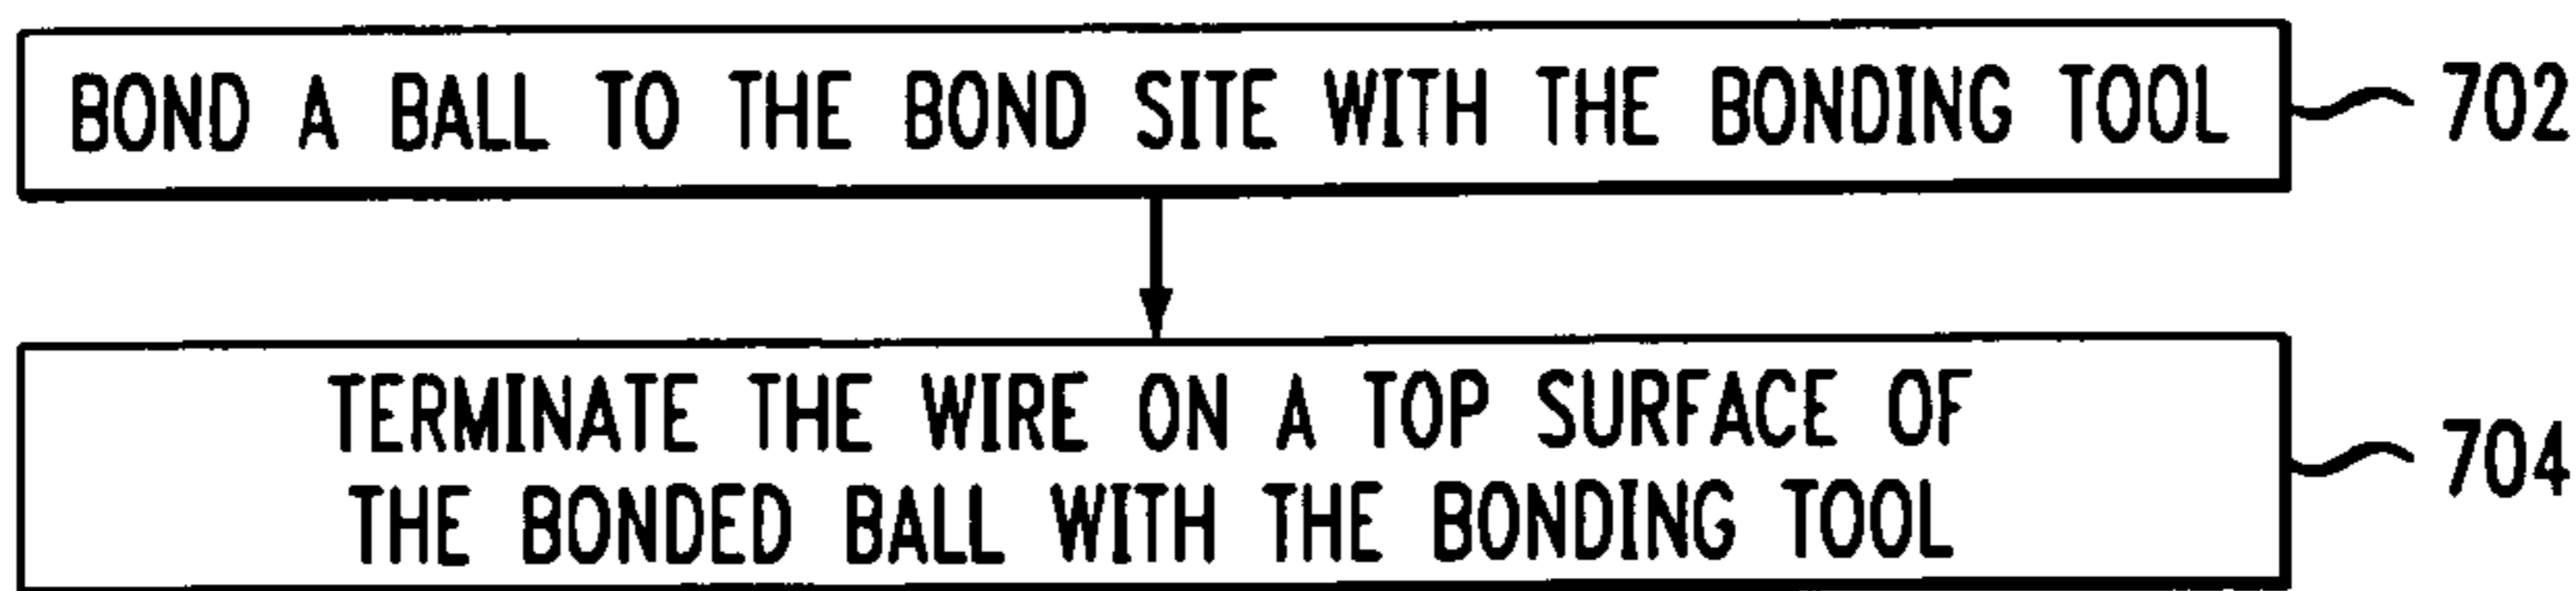 BOND A BALL TO THE BOND SITE WITH THE BONDING TOOL
702
TERMINATE THE WIRE ON A TOP SURFACE OF
THE BONDED BALL WITH THE BONDING TOOL
704